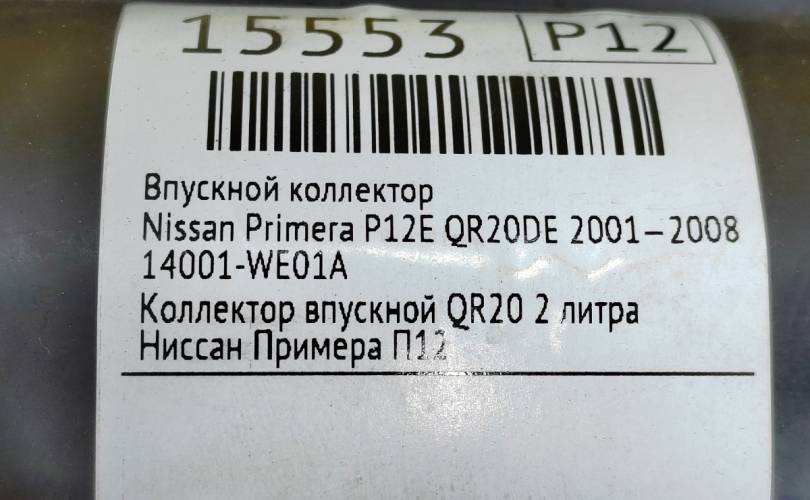 15553 P12
Впускной коллектор
Nissan Primera P12E QR20DE 2001–2008
14001-WE01A
Коллектор впускной QR20 2 литра
Ниссан Примера П12